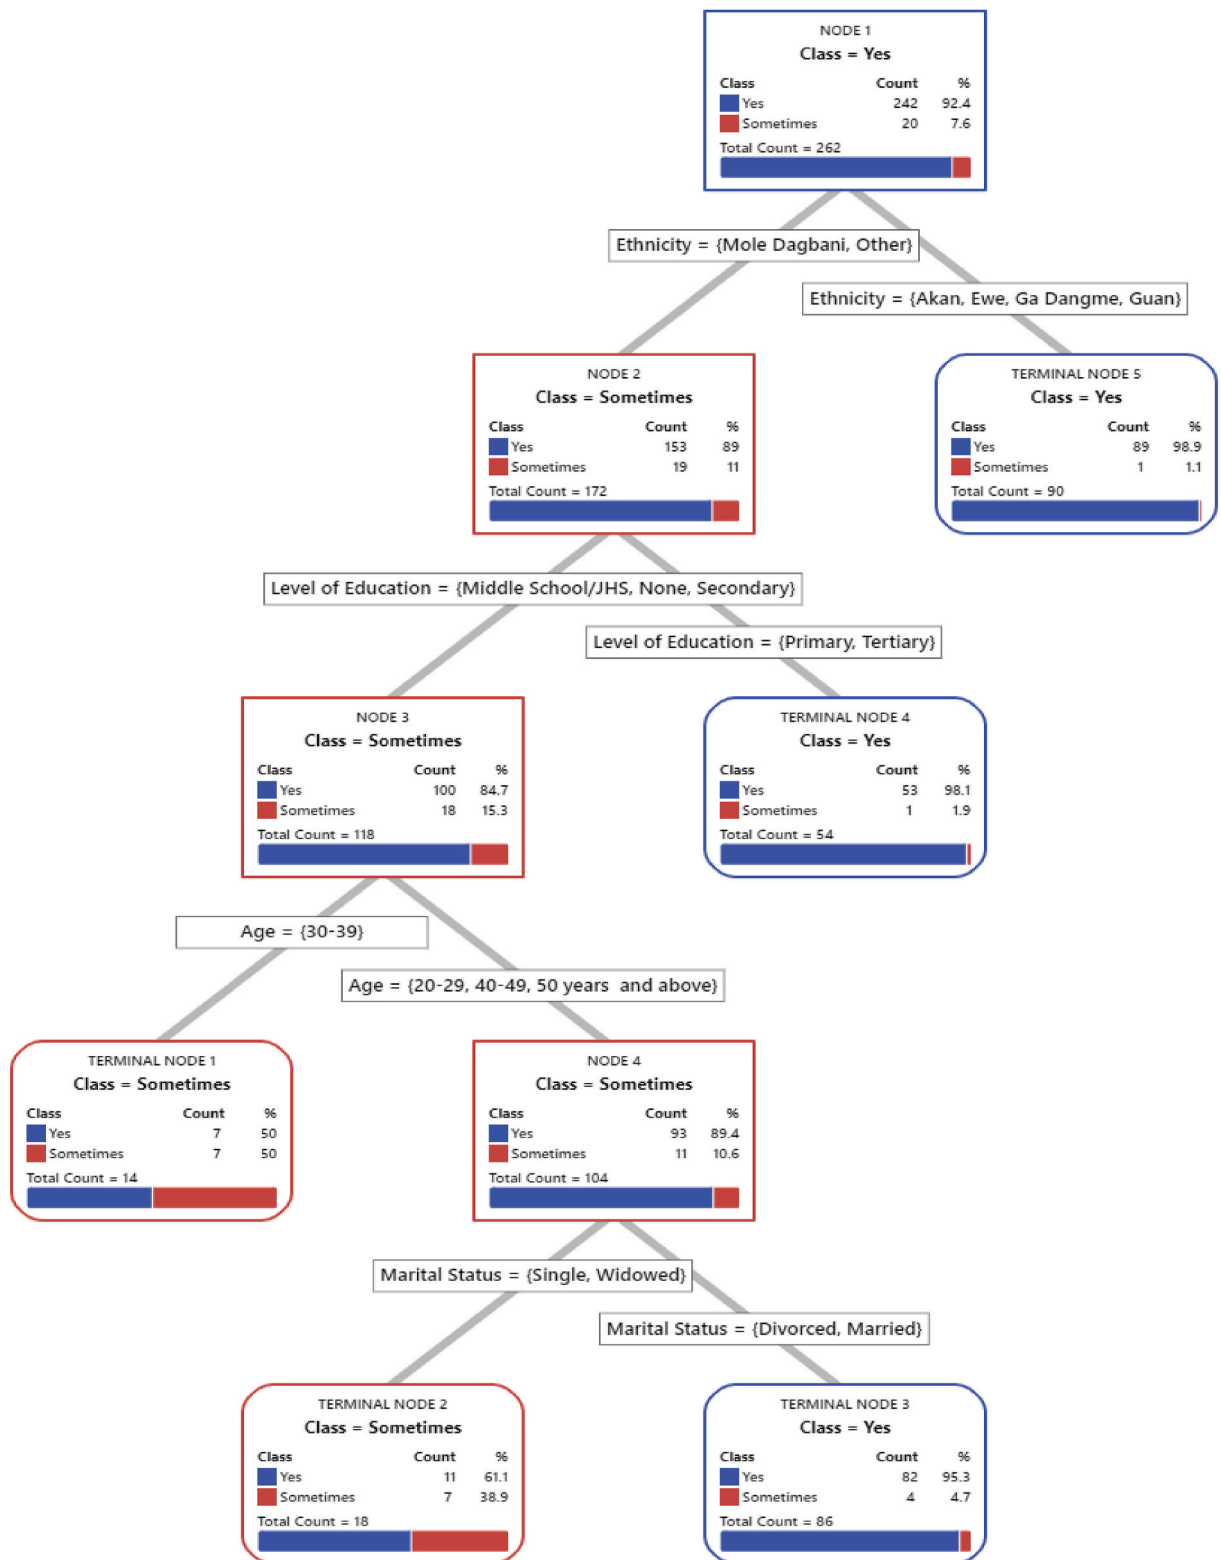 NODE 1
Class = Yes
Class Count %
Yes 242 92.4
Sometimes 20 7.6
Total Count = 262
Ethnicity = {Mole Dagbani, Other}
Ethnicity = {Akan, Ewe, Ga Dangme, Guan}
NODE 2
Class = Sometimes
Class Count %
Yes 153 89
Sometimes 19 11
Total Count = 172
TERMINAL NODE 5
Class = Yes
Class Count %
Yes 89 98.9
Sometimes 1 1.1
Total Count = 90
Level of Education = {Middle School/JHS, None, Secondary}
Level of Education = {Primary, Tertiary}
NODE 3
Class = Sometimes
Class Count %
Yes 100 84.7
Sometimes 18 15.3
Total Count = 118
TERMINAL NODE 4
Class = Yes
Class Count %
Yes 53 98.1
Sometimes 1 1.9
Total Count = 54
Age = {30-39}
Age = {20-29, 40-49, 50 years and above}
TERMINAL NODE 1
Class = Sometimes
Class Count %
Yes 7 50
Sometimes 7 50
Total Count = 14
NODE 4
Class = Sometimes
Class Count %
Yes 93 89.4
Sometimes 11 10.6
Total Count = 104
Marital Status = {Single, Widowed}
Marital Status = {Divorced, Married}
TERMINAL NODE 2
Class = Sometimes
Class Count %
Yes 11 61.1
Sometimes 7 38.9
Total Count = 18
TERMINAL NODE 3
Class = Yes
Class Count %
Yes 82 95.3
Sometimes 4 4.7
Total Count = 86